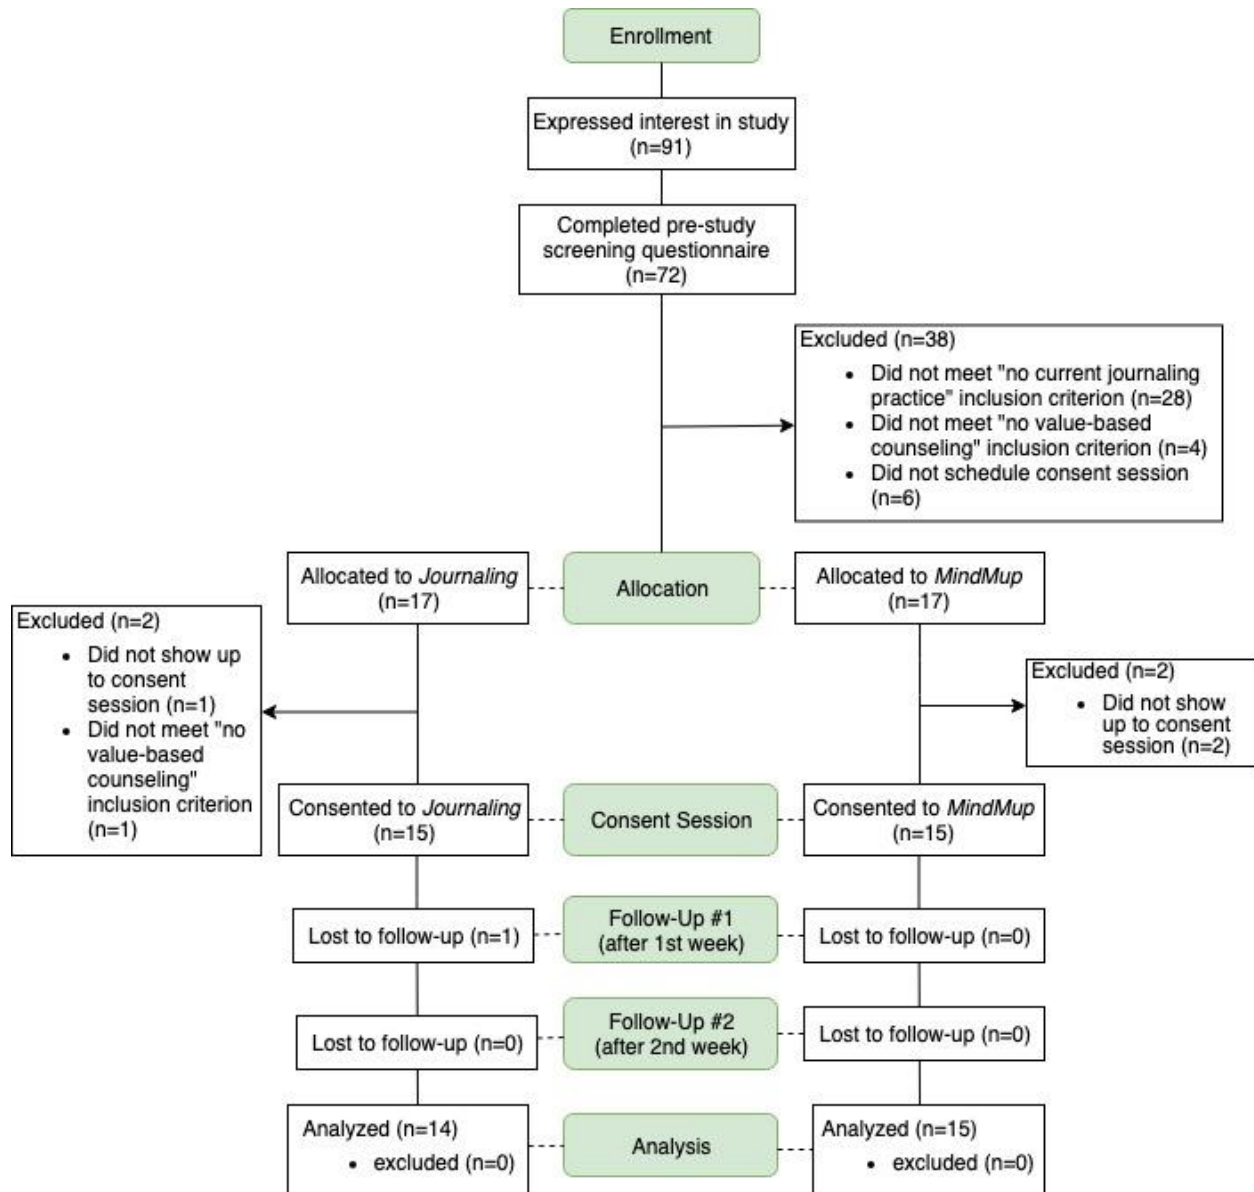 Enrollment
Expressed interest in study
(n=91)
Completed pre-study
screening questionnaire
(n=72)
Excluded (n=38)
• Did not meet "no current journaling
practice" inclusion criterion (n=28)
• Did not meet "no value-based
counseling" inclusion criterion (n=4)
• Did not schedule consent session
(n=6)
Allocated to Journaling
(n=17)
Allocation
Allocated to MindMup
(n=17)
Excluded (n=2)
• Did not show up
to consent
session (n=1)
• Did not meet "no
value-based
counseling"
inclusion criterion
(n=1)
Excluded (n=2)
• Did not show
up to consent
session (n=2)
Consented to Journaling
(n=15)
Consent Session
Consented to MindMup
(n=15)
Lost to follow-up (n=1)
Follow-Up #1
(after 1st week)
Lost to follow-up (n=0)
Lost to follow-up (n=0)
Follow-Up #2
(after 2nd week)
Lost to follow-up (n=0)
Analyzed (n=14)
• excluded (n=0)
Analysis
Analyzed (n=15)
• excluded (n=0)